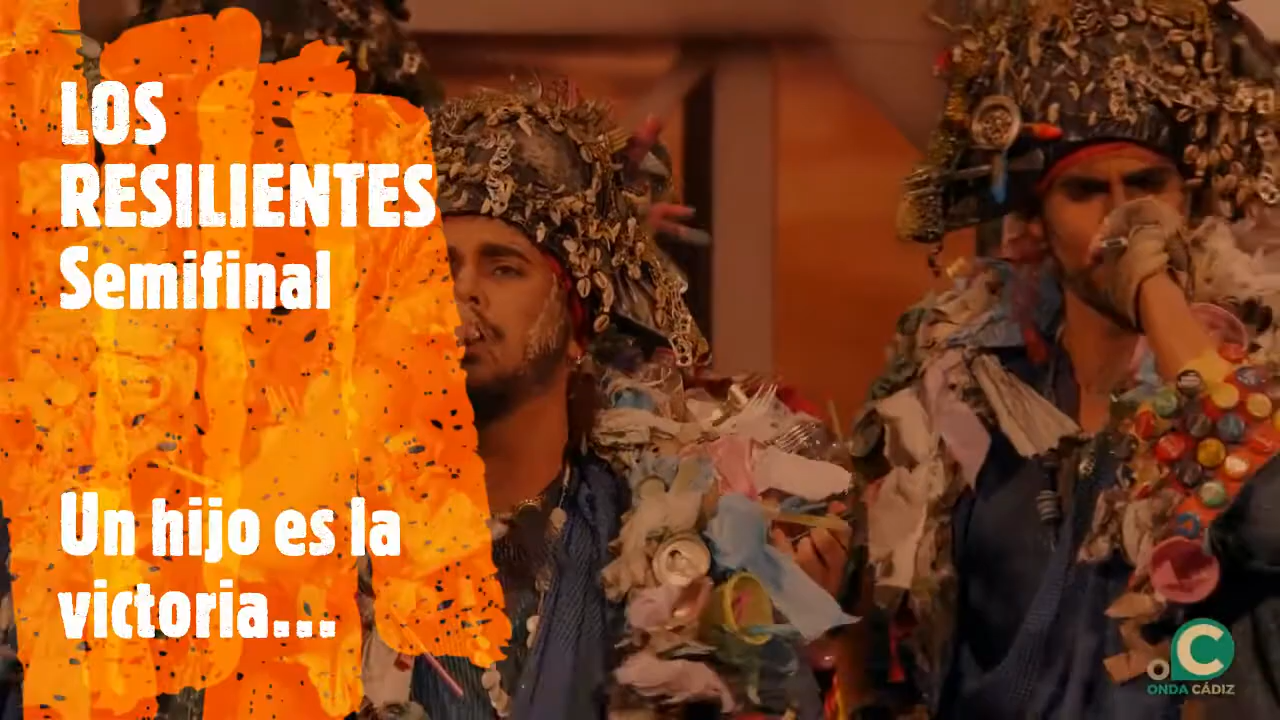 LOS
RESILIENTES
Semifinal
Un hijo es la
victoria...
C
ONDA CÁDIZ